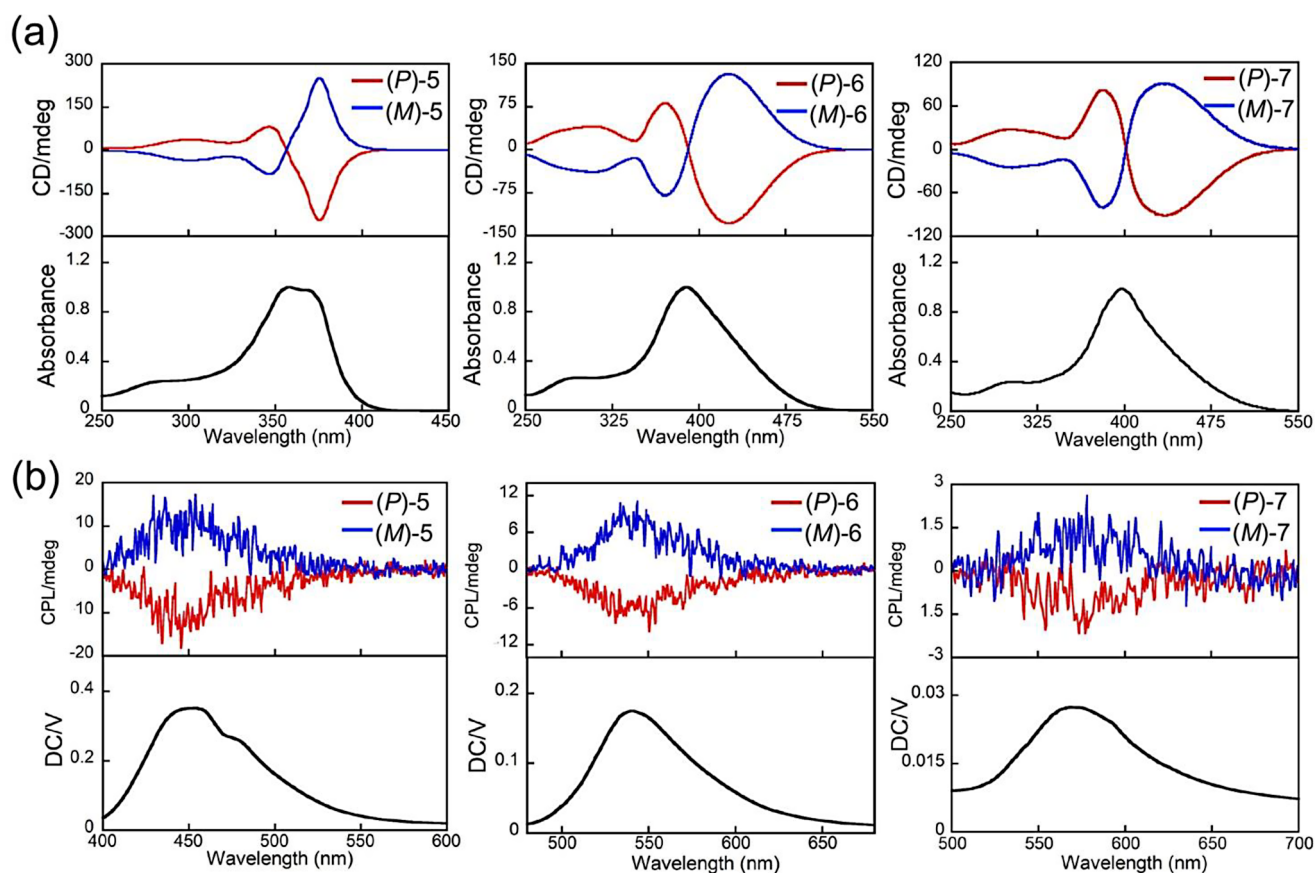 (a)
300
150
0
-150
-300
CD/mdeg
(P)-5
(M)-5
150
75
0
-75
-150
CD/mdeg
(P)-6
(M)-6
120
60
0
-60
-120
CD/mdeg
(P)-7
(M)-7
1.2
0.8
0.4
0
Absorbance
250 300 350 400 450
Wavelength (nm)
1.2
0.8
0.4
0
Absorbance
250 325 400 475 550
Wavelength (nm)
1.2
0.8
0.4
0
Absorbance
250 325 400 475 550
Wavelength (nm)
(b)
20
10
0
10
-20
CPL/mdeg
(P)-5
(M)-5
12
6
0
-6
-12
CPL/mdeg
(P)-6
(M)-6
3
1.5
0
1.5
-3
CPL/mdeg
(P)-7
(M)-7
0.4
0.2
0
DC/V
400 450 500 550 600
Wavelength (nm)
0.2
0.1
0
DC/V
500 550 600 650
Wavelength (nm)
0.03
0.015
0
DC/V
500 550 600 650 700
Wavelength (nm)